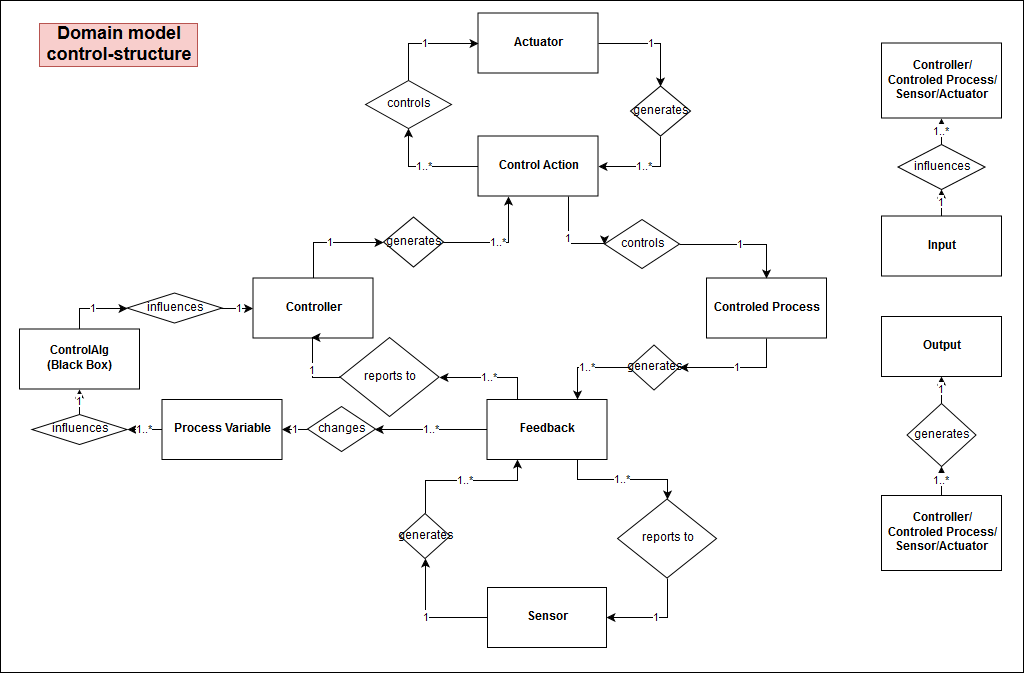 Domain model
control-structure
Actuator
1
1
controls
generates
1..*
1..*
Control Action
Controller/
Controled Process/
Sensor/Actuator
1..*
influences
1
Input
1
generates
1..*
1
controls
1
Controller
Controled Process
1
influences
1
ControlAlg
(Black Box)
1
reports to
1..*
1..*
generates
1
Output
1
generates
1..*
Controller/
Controled Process/
Sensor/Actuator
1
influences
1..*
Process Variable
1
changes
1..*
Feedback
1..*
1..*
generates
reports to
1
1
Sensor